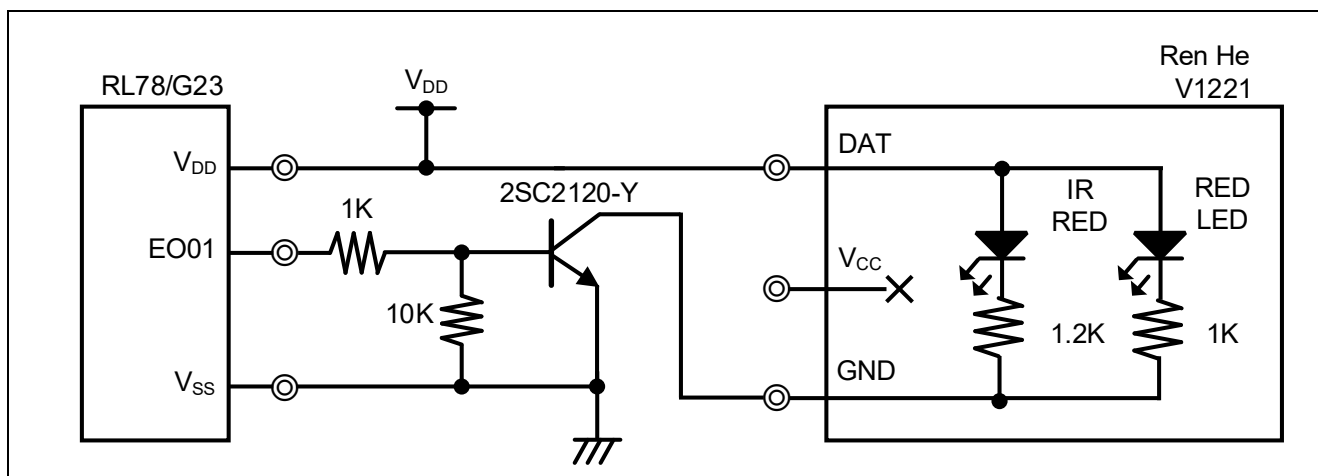 Ren He
V1221
RL78/G23
V_DD
V_DD
DAT
2SC2120-Y
IR
RED
RED
LED
1K
EO01
V_CC
10K
1.2K
1K
GND
V_SS